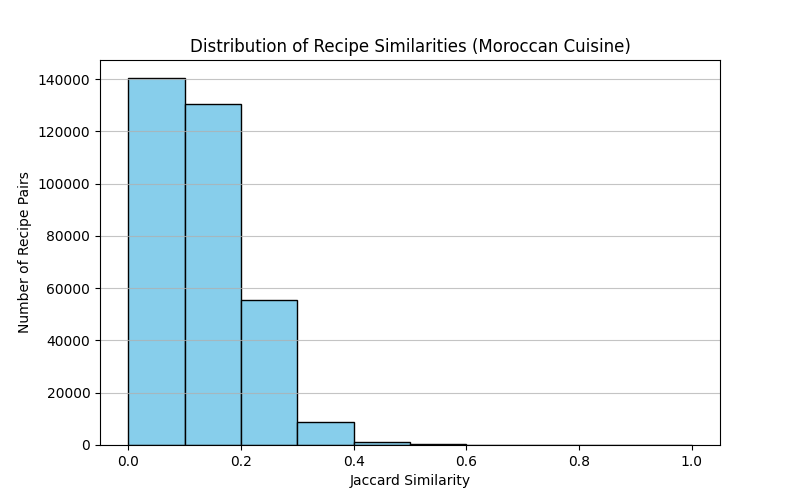 Distribution of Recipe Similarities (Moroccan Cuisine)
140000
120000
100000
80000
60000
40000
20000
0
Number of Recipe Pairs
0.0 0.2 0.4 0.6 0.8 1.0
Jaccard Similarity